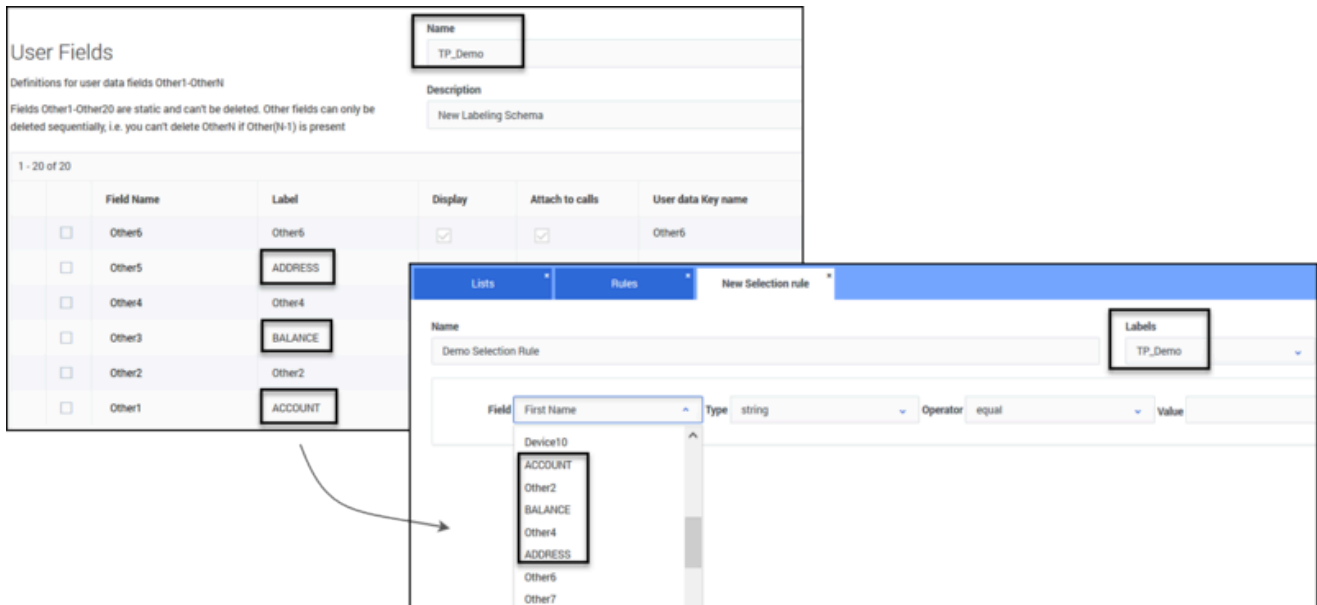 User Fields
Definitions for user data fields Other1-OtherN
Fields Other1-Other20 are static and can't be deleted. Other fields can only be
deleted sequentially, i.e. you can't delete OtherN if Other(N-1) is present
Name
TP_Demo
Description
New Labeling Schema
1 - 20 of 20
Field Name Label Display Attach to calls User data Key name
Other6 Other6 Other6
Other5 ADDRESS
Other4 Other4
Other3 BALANCE
Other2 Other2
Other1 ACCOUNT
Lists Rules New Selection rule
Name
Demo Selection Rule
Labels
TP_Demo
Field First Name Type string Operator equal Value
Device10
ACCOUNT
Other2
BALANCE
Other4
ADDRESS
Other6
Other7